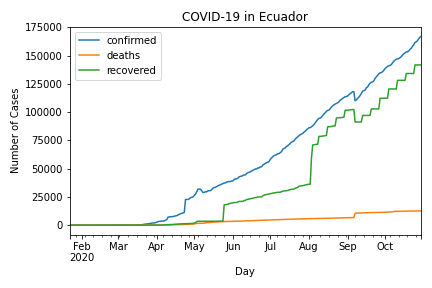 COVID-19 in Ecuador
confirmed
deaths
recovered
175000
150000
125000
100000
75000
50000
25000
0
Number of Cases
Feb Mar Apr May Jun Jul Aug Sep Oct
2020
Day